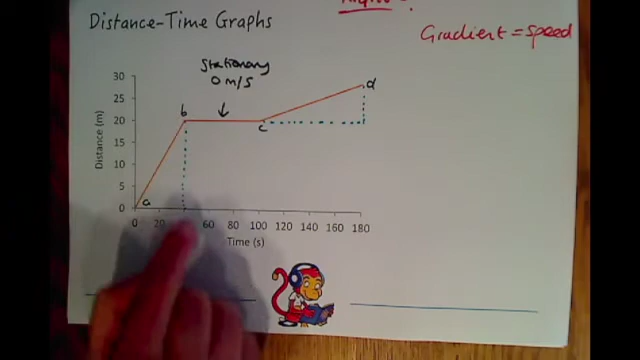 Distance-Time Graphs
Gradient = speed
Stationary
0 m/s
30
25
20
15
10
5
0
Distance (m)
a
b
c
d
0 20 60 80 100 120 140 160 180
Time (s)